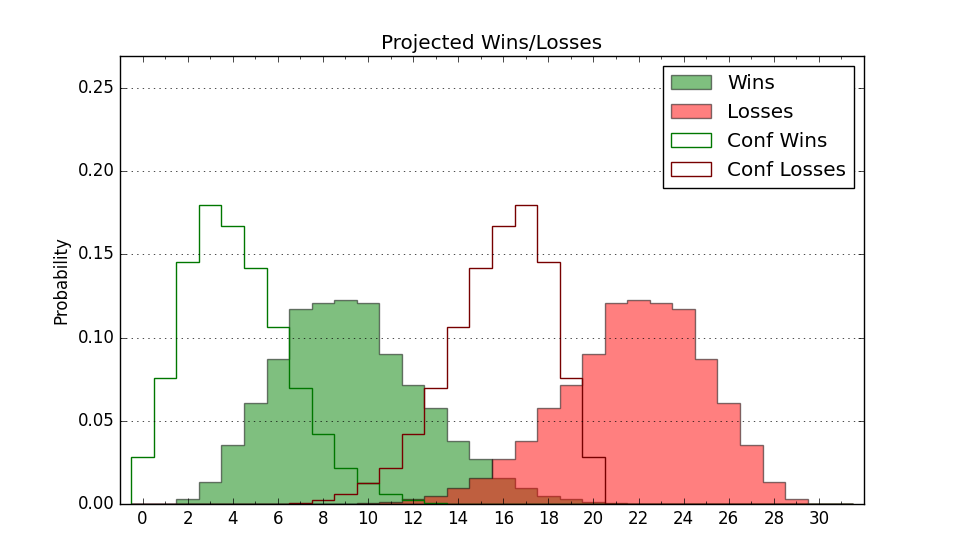 Projected Wins/Losses
Wins
Losses
Conf Wins
Conf Losses
Probability
0.25
0.20
0.15
0.10
0.05
0.00
0 2 4 6 8 10 12 14 16 18 20 22 24 26 28 30